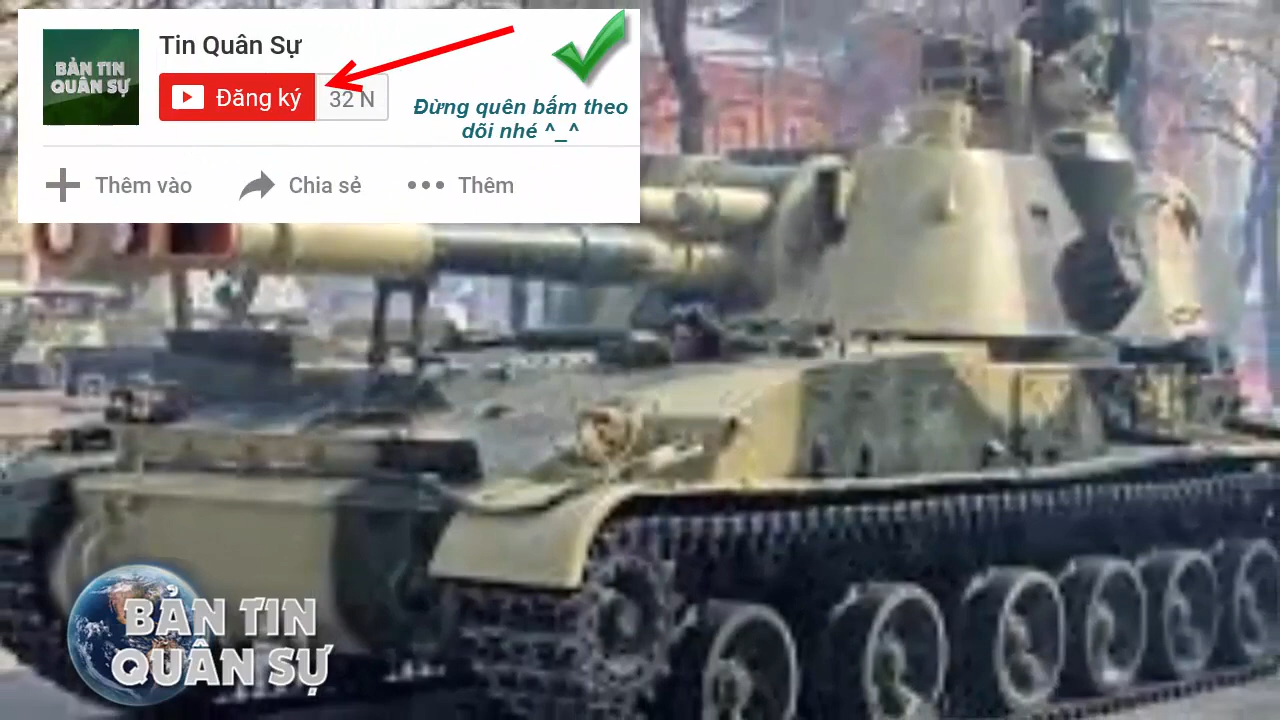 BẢN TIN
QUÂN SỰ
Tin Quân Sự
Đăng ký
32 N
Đừng quên bấm theo
dõi nhé ^_^
Thêm vào
Chia sẻ
Thêm
BẢN TIN
QUÂN SỰ